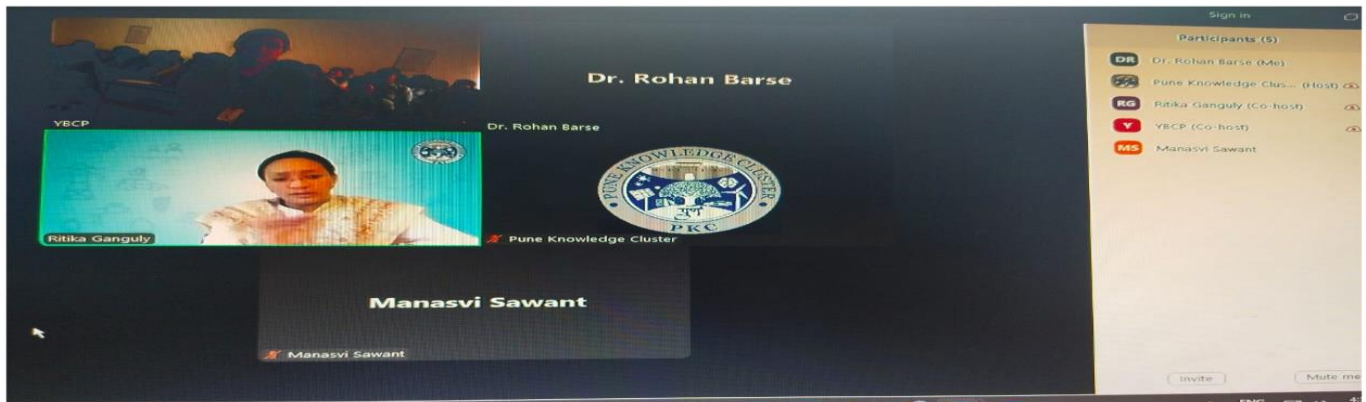 Sign in
Participants (5)
DR Dr. Rohan Barse (Me)
Pune Knowledge Clus... (Host)
RG Ritika Ganguly (Co-host)
Y YBCP (Co-host)
MS Manasvi Sawant
Dr. Rohan Barse
YBCP
Dr. Rohan Barse
PUNE KNOWLEDGE CLUSTER
पुणे
PKC
Ritika Ganguly
Pune Knowledge Cluster
Manasvi Sawant
Manasvi Sawant
Invite
Mute me
ENG